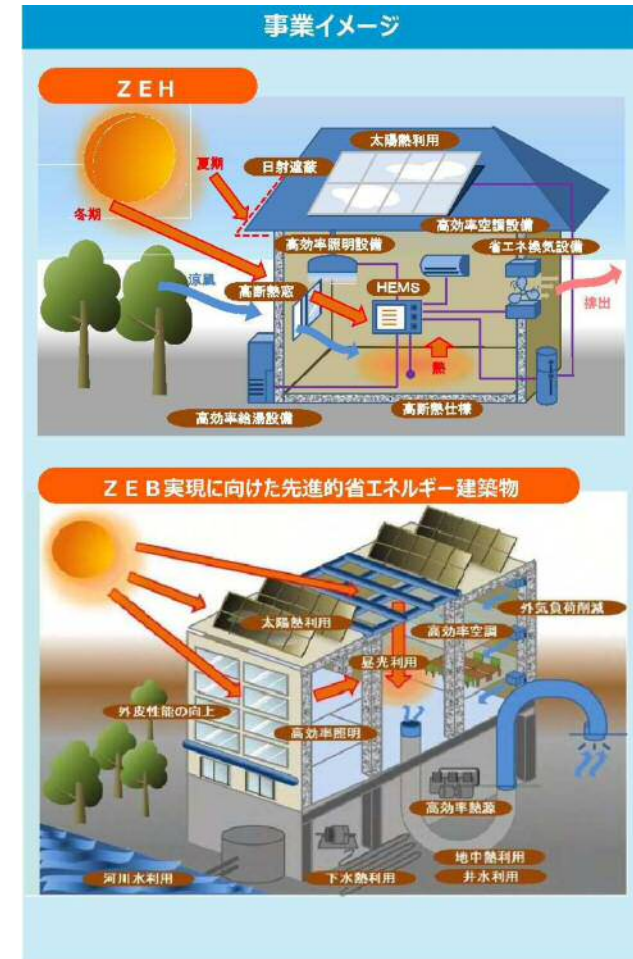 事業イメージ
ZEH
太陽熱利用
夏期
日射遮蔽
冬期
高効率空調設備
高効率照明設備
省エネ換気設備
涼風
高断熱窓
HEMS
排出
熱
高効率給湯設備
高断熱仕様
ZEB実現に向けた先進的省エネルギー建築物
外気負荷削減
太陽熱利用
高効率空調
昼光利用
外皮性能の向上
高効率照明
高効率熱源
地中熱利用
河川水利用
下水熱利用
井水利用